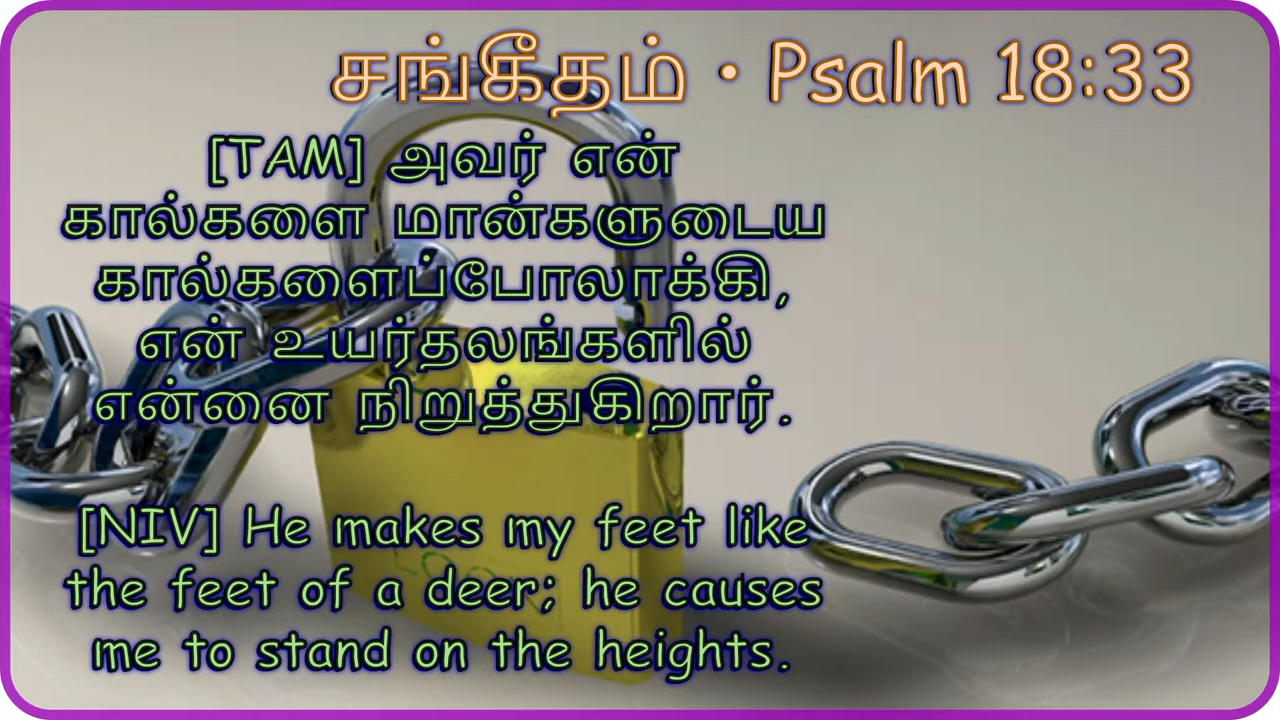 சங்கீதம் · Psalm 18:33
[TAM] அவர் என்
கால்களை மான்களுடைய
கால்களைப்போலாக்கி,
என் உயர்தலங்களில்
என்னை நிறுத்துகிறார்.
[NIV] He makes my feet like
the feet of a deer; he causes
me to stand on the heights.